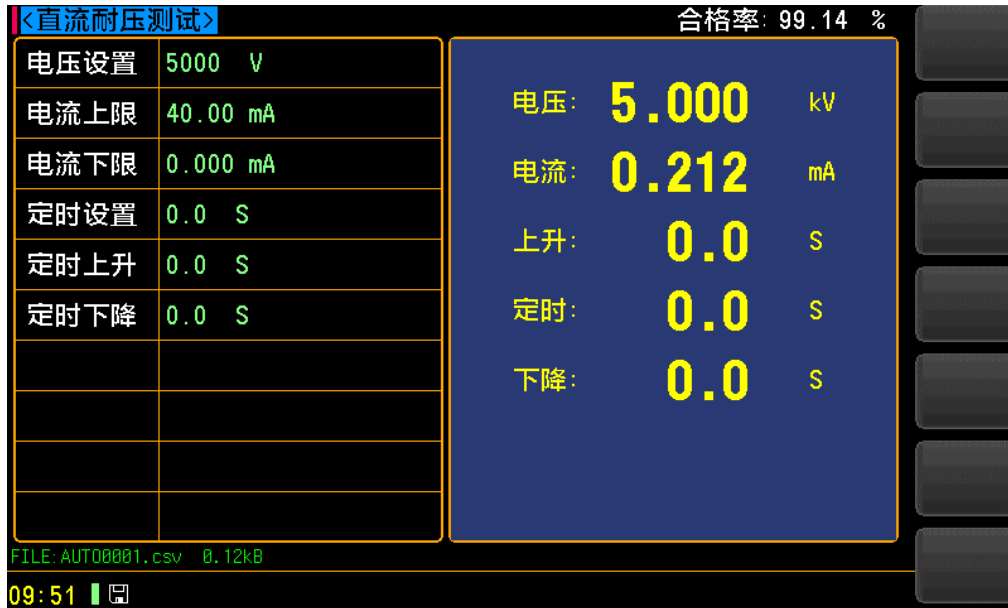 <直流耐压测试>
合格率: 99.14 %
电压设置 5000 V
电流上限 40.00 mA
电流下限 0.000 mA
定时设置 0.0 S
定时上升 0.0 S
定时下降 0.0 S
电压: 5.000 kV
电流: 0.212 mA
上升: 0.0 S
定时: 0.0 S
下降: 0.0 S
FILE:AUTO0001.csv 0.12kB
09:51